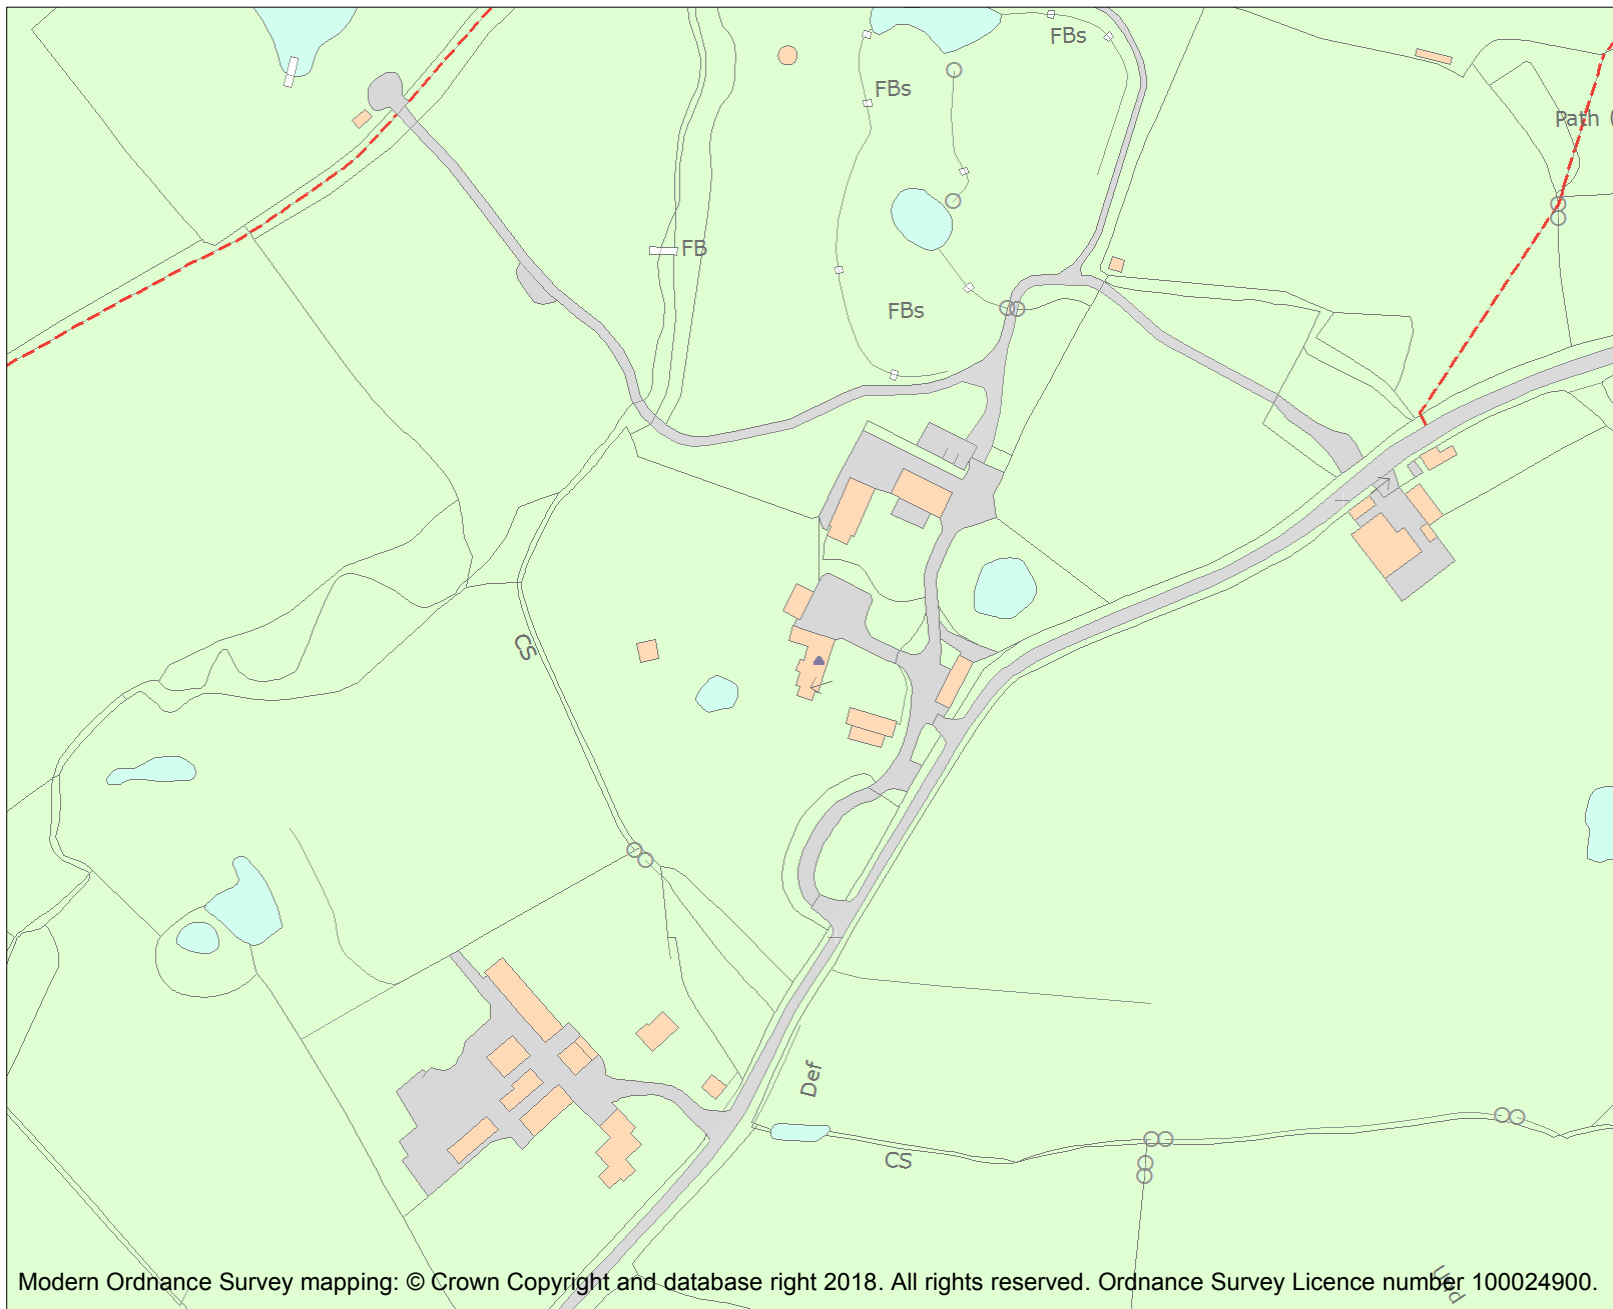 FBs
FBs
Path (
FB
FBs
CS
Def
CS
Und
Modern Ordnance Survey mapping: © Crown Copyright and database right 2018. All rights reserved. Ordnance Survey Licence number 100024900.